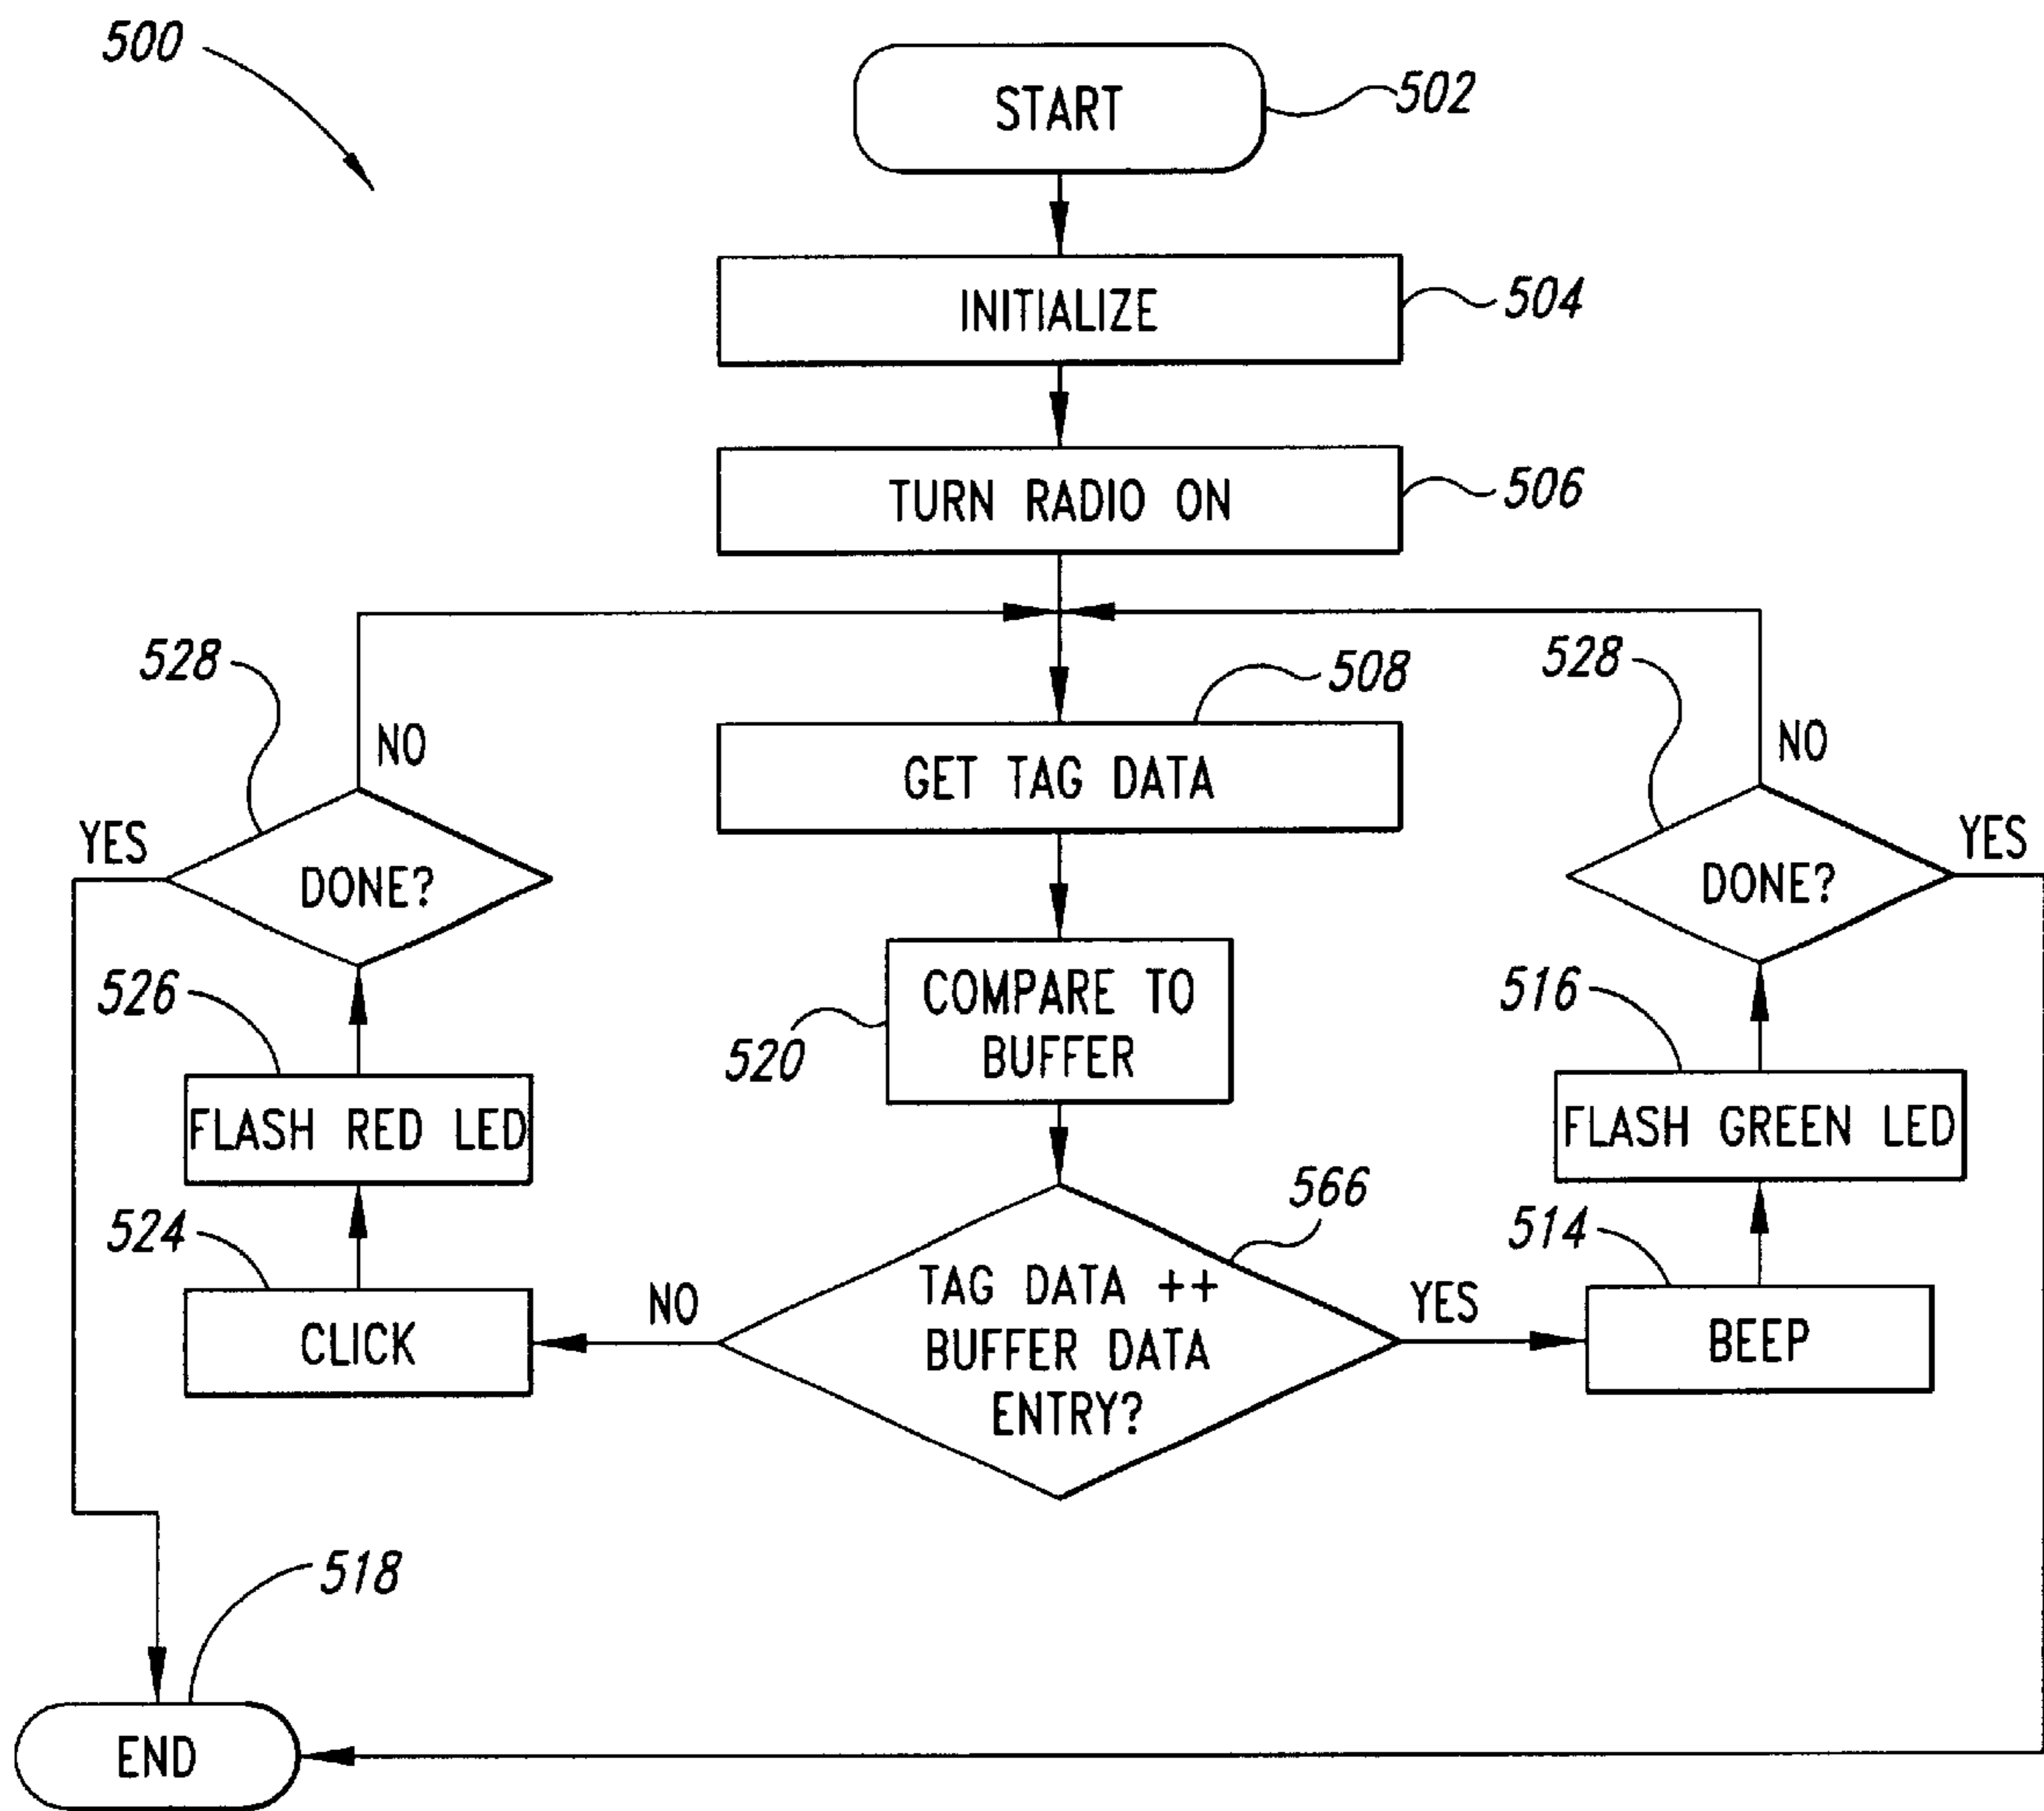 500
START
502
INITIALIZE
504
TURN RADIO ON
506
528
NO
YES
DONE?
508
GET TAG DATA
528
NO
YES
DONE?
526
FLASH RED LED
520
COMPARE TO
BUFFER
516
FLASH GREEN LED
524
CLICK
NO
566
TAG DATA ++
BUFFER DATA
ENTRY?
YES
514
BEEP
518
END